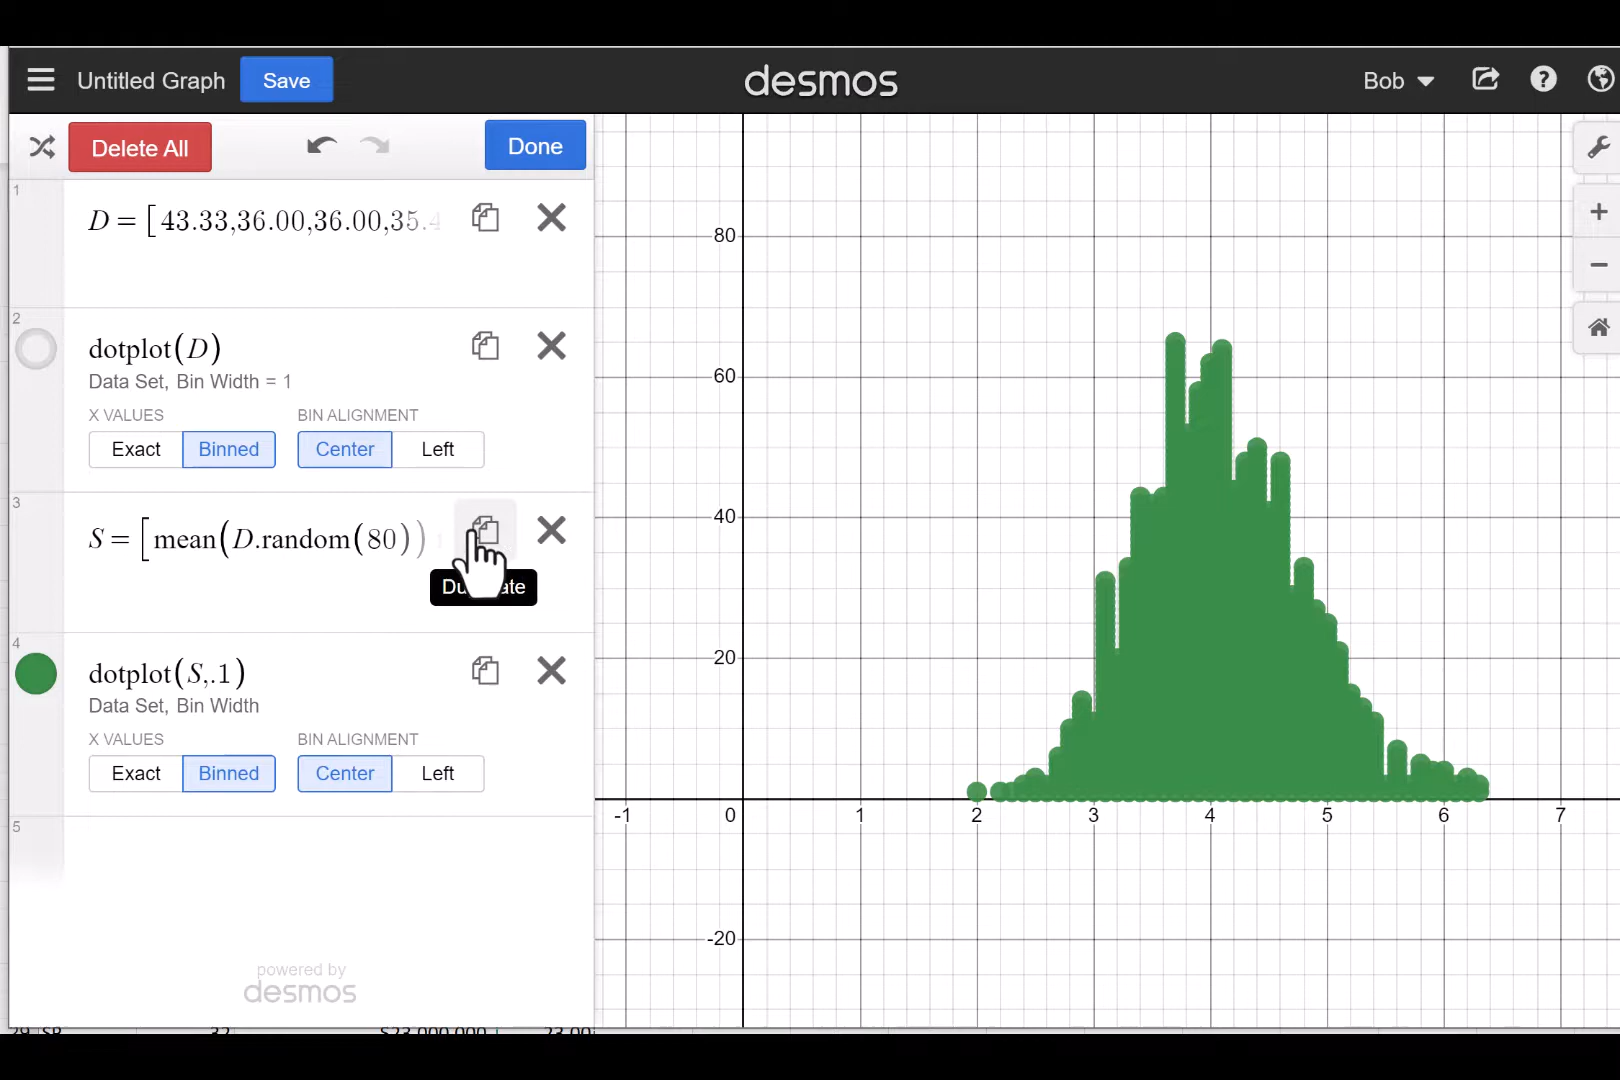 Untitled Graph Save desmos Bob
Delete All Done
1
D = [43.33,36.00,36.00,35.4
2
dotplot(D)
Data Set, Bin Width = 1
X VALUES BIN ALIGNMENT
Exact Binned Center Left
3
S = [mean(D.random(80))
4
dotplot(S,.1)
Data Set, Bin Width
X VALUES BIN ALIGNMENT
Exact Binned Center Left
5
powered by
desmos
80
60
40
20
-1 0 1 2 3 4 5 6 7
-20